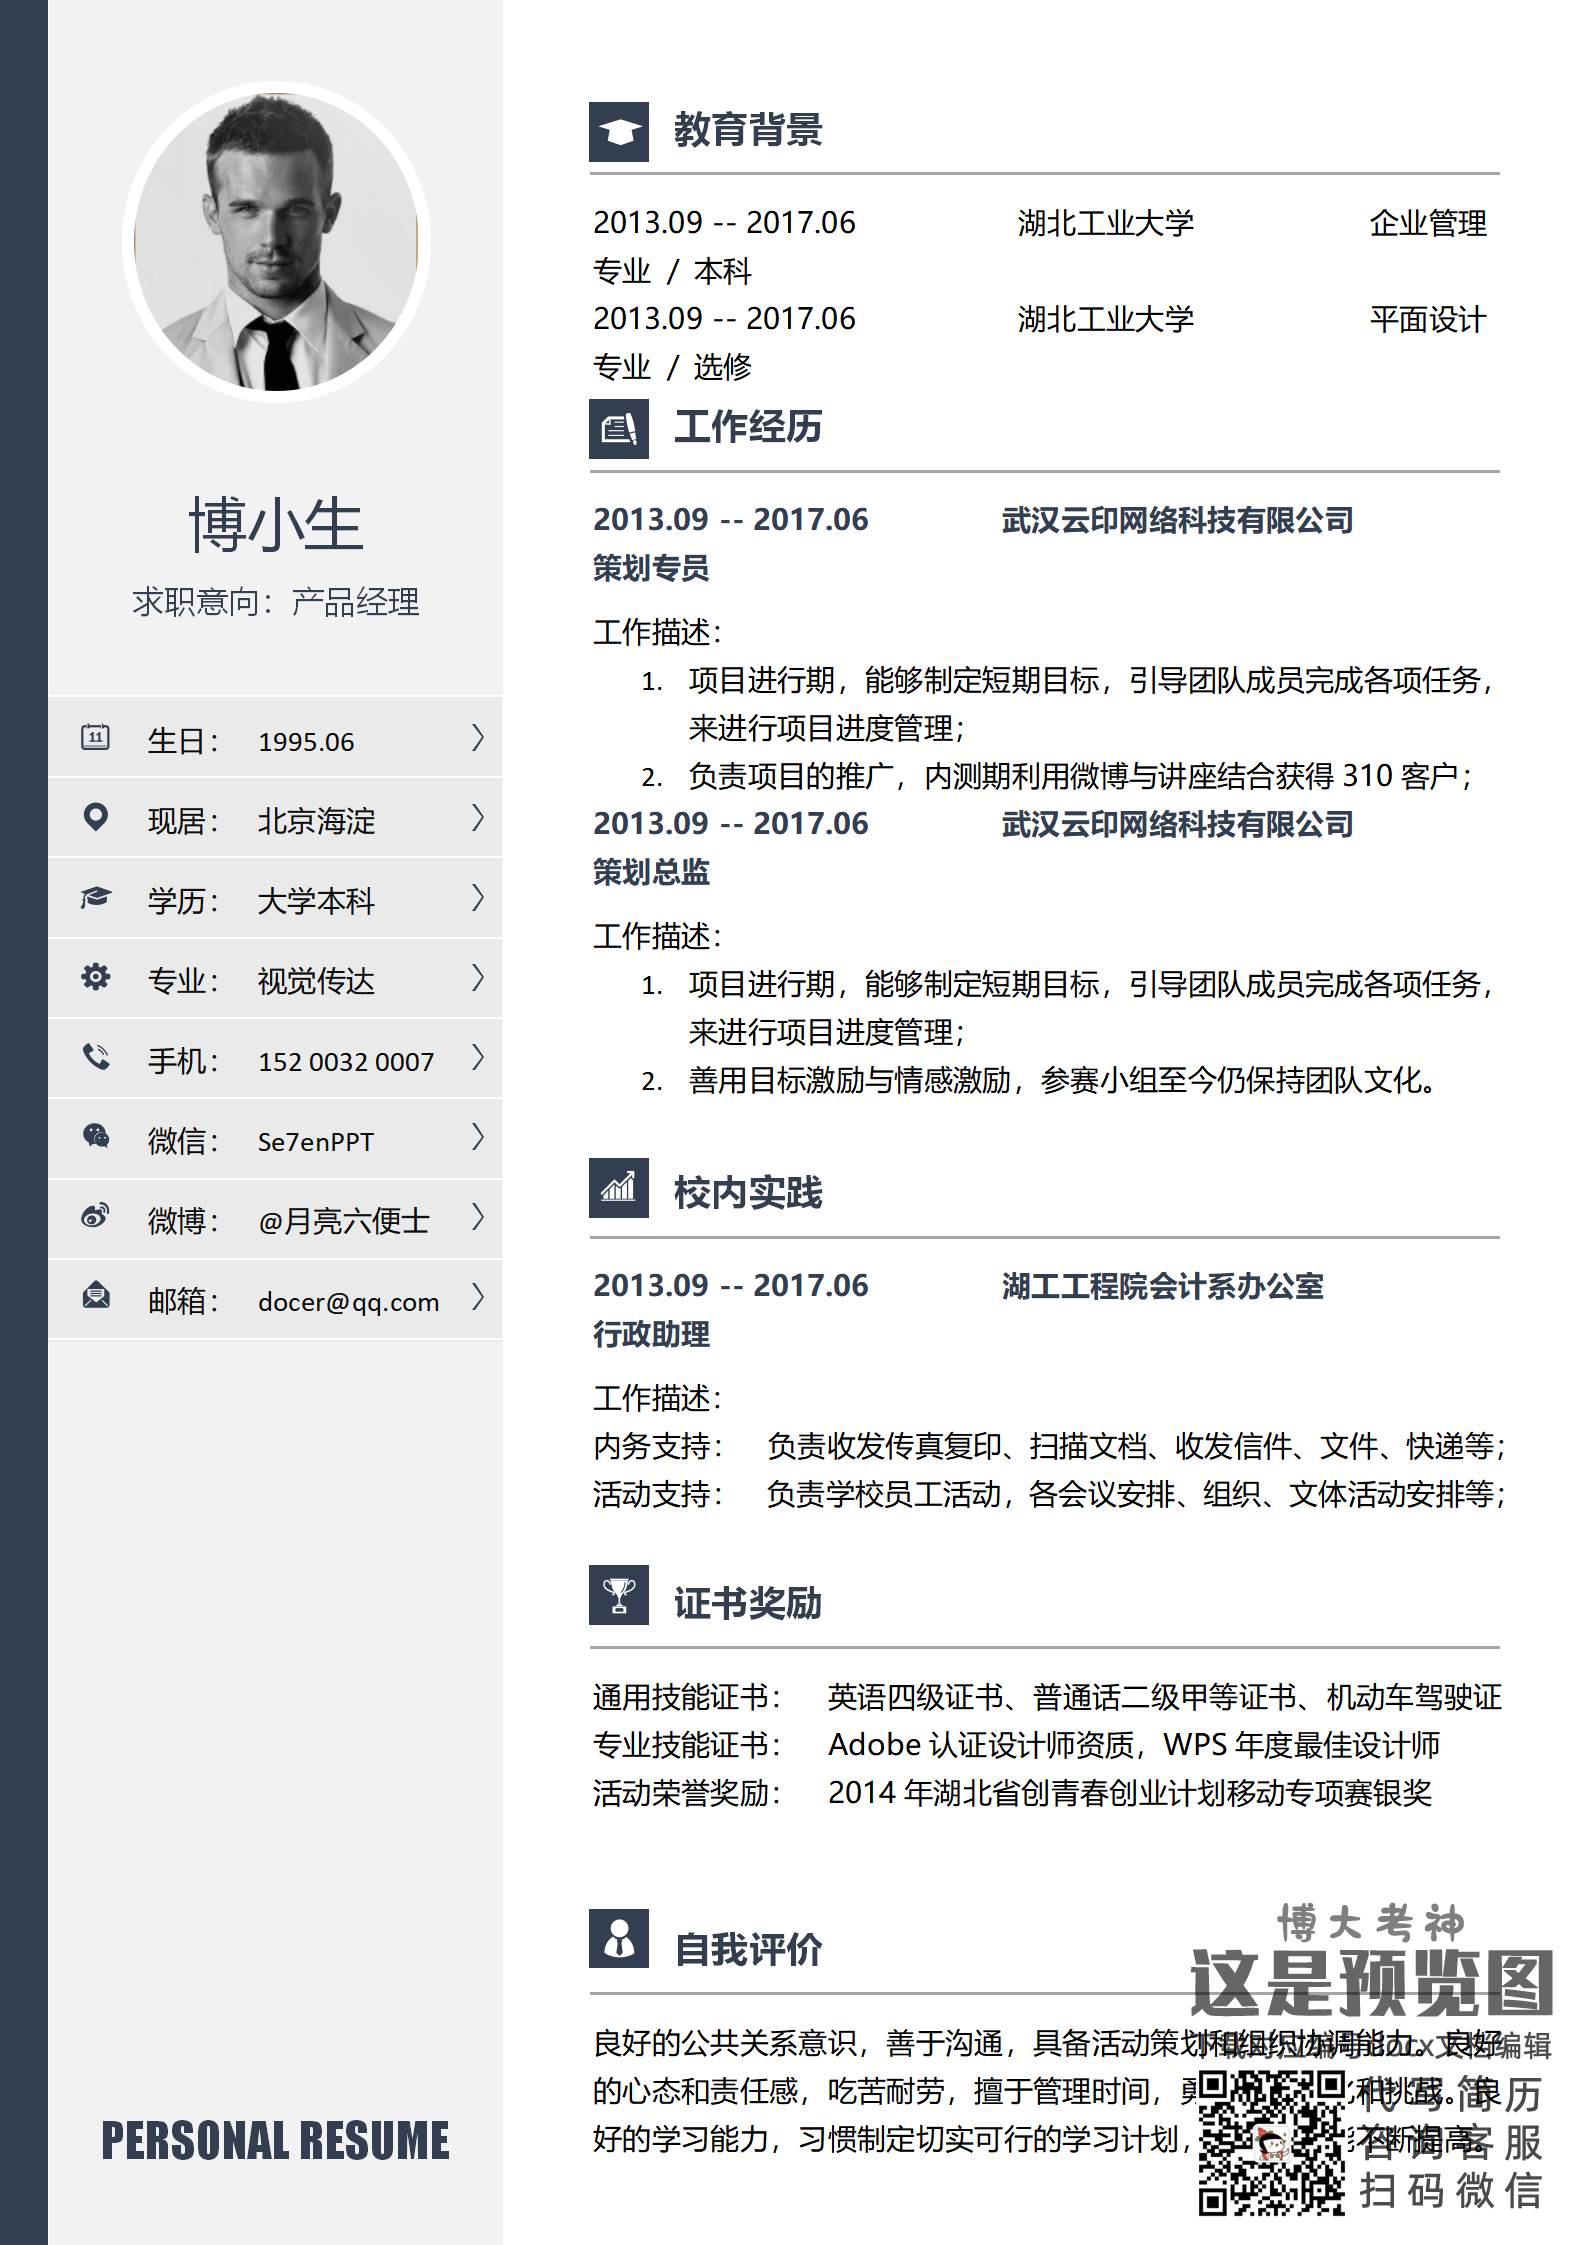 博小生
求职意向：产品经理
11
生日： 1995.06
现居： 北京海淀
学历： 大学本科
专业： 视觉传达
手机： 152 0032 0007
微信： Se7enPPT
微博： @月亮六便士
邮箱： docer@qq.com
PERSONAL RESUME
教育背景
2013.09 -- 2017.06 湖北工业大学 企业管理
专业 / 本科
2013.09 -- 2017.06 湖北工业大学 平面设计
专业 / 选修
工作经历
2013.09 -- 2017.06 武汉云印网络科技有限公司
策划专员
工作描述：
1. 项目进行期，能够制定短期目标，引导团队成员完成各项任务，
来进行项目进度管理；
2. 负责项目的推广，内测期利用微博与讲座结合获得 310 客户；
2013.09 -- 2017.06 武汉云印网络科技有限公司
策划总监
工作描述：
1. 项目进行期，能够制定短期目标，引导团队成员完成各项任务，
来进行项目进度管理；
2. 善用目标激励与情感激励，参赛小组至今仍保持团队文化。
校内实践
2013.09 -- 2017.06 湖工工程院会计系办公室
行政助理
工作描述：
内务支持： 负责收发传真复印、扫描文档、收发信件、文件、快递等；
活动支持： 负责学校员工活动，各会议安排、组织、文体活动安排等；
证书奖励
通用技能证书： 英语四级证书、普通话二级甲等证书、机动车驾驶证
专业技能证书： Adobe 认证设计师资质，WPS 年度最佳设计师
活动荣誉奖励： 2014 年湖北省创青春创业计划移动专项赛银奖
自我评价
良好的公共关系意识，善于沟通，具备活动策划和组织协调能力。良好
的心态和责任感，吃苦耐劳，擅于管理时间，勇 和挑战。良
好的学习能力，习惯制定切实可行的学习计划， 不断提高。
博大考神
这是预览图
下载对应编号docx文档编辑
代写简历
咨询客服
扫码微信